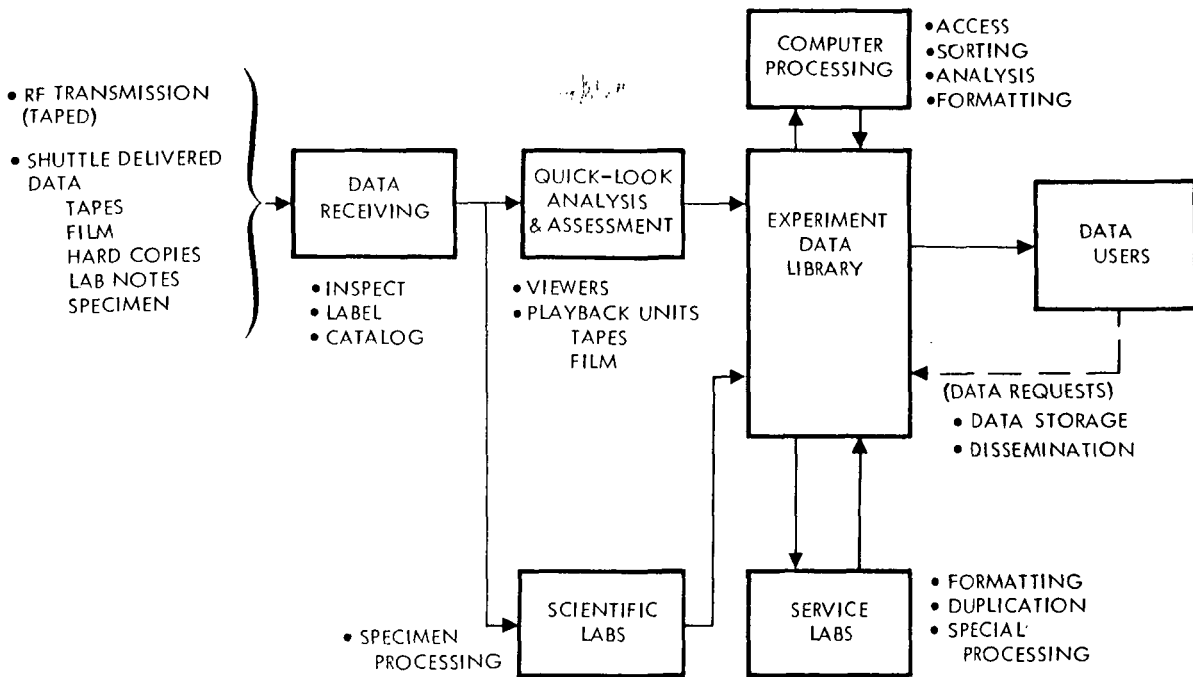 • RF TRANSMISSION
(TAPED)
• SHUTTLE DELIVERED
DATA
TAPES
FILM
HARD COPIES
LAB NOTES
SPECIMEN
DATA
RECEIVING
• INSPECT
• LABEL
• CATALOG
QUICK-LOOK
ANALYSIS
& ASSESSMENT
• VIEWERS
• PLAYBACK UNITS
TAPES
FILM
COMPUTER
PROCESSING
• ACCESS
• SORTING
• ANALYSIS
• FORMATTING
EXPERIMENT
DATA
LIBRARY
DATA
USERS
(DATA REQUESTS)
• DATA STORAGE
• DISSEMINATION
• SPECIMEN
PROCESSING
SCIENTIFIC
LABS
SERVICE
LABS
• FORMATTING
• DUPLICATION
• SPECIAL
PROCESSING